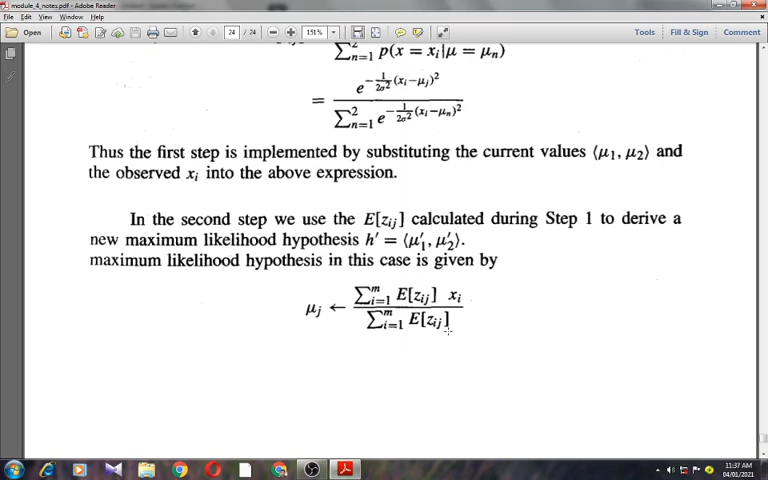 module_4_notes.pdf - Adobe Reader
File Edit View Window Help
Open 24 / 24 151% Tools Fill & Sign Comment
∑²ₙ₌₁ p(x = xᵢ|μ = μₙ)
= e^{-\frac{1}{2σ²}(xᵢ-μⱼ)²} / ∑²ₙ₌₁ e^{-\frac{1}{2σ²}(xᵢ-μₙ)²}
Thus the first step is implemented by substituting the current values ⟨μ₁, μ₂⟩ and
the observed xᵢ into the above expression.
In the second step we use the E[zᵢⱼ] calculated during Step 1 to derive a
new maximum likelihood hypothesis h′ = ⟨μ′₁, μ′₂⟩.
maximum likelihood hypothesis in this case is given by
μⱼ ← ∑ᵐᵢ₌₁ E[zᵢⱼ] xᵢ / ∑ᵐᵢ₌₁ E[zᵢⱼ]
11:37 AM
04/01/2021